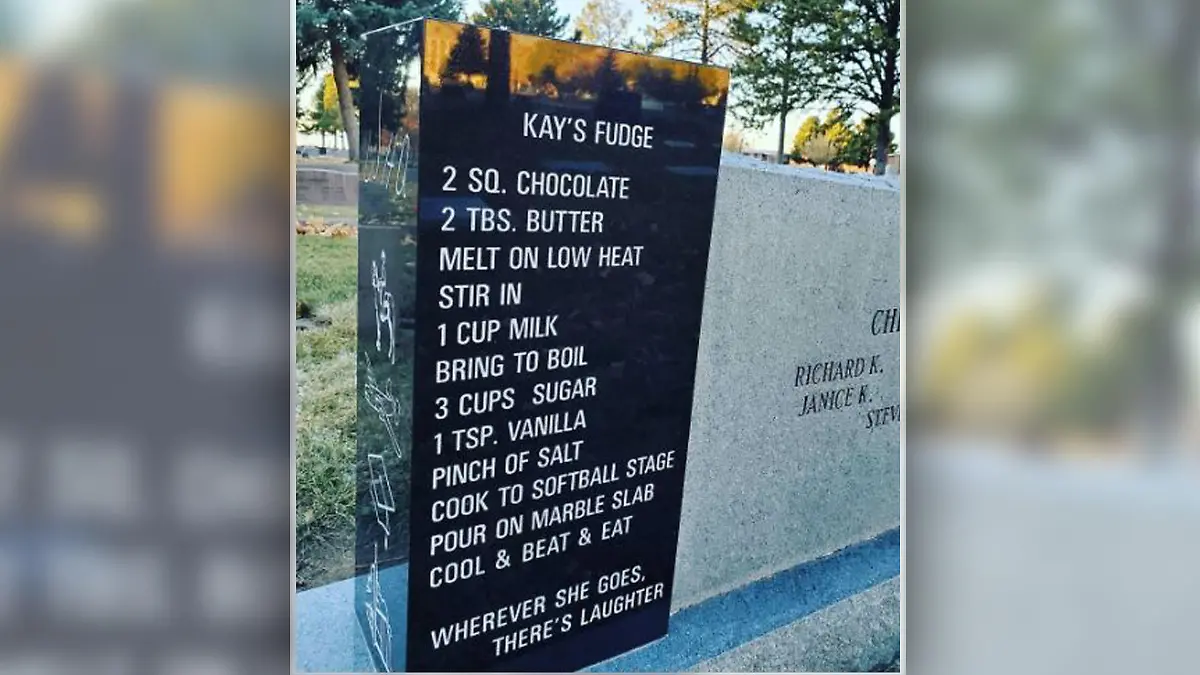 KAY'S FUDGE
2 SQ. CHOCOLATE
2 TBS. BUTTER
MELT ON LOW HEAT
STIR IN
1 CUP MILK
BRING TO BOIL
3 CUPS SUGAR
1 TSP. VANILLA
PINCH OF SALT
COOK TO SOFTBALL STAGE
POUR ON MARBLE SLAB
COOL & BEAT & EAT
WHEREVER SHE GOES,
THERE'S LAUGHTER
RICHARD K.
JANICE K.